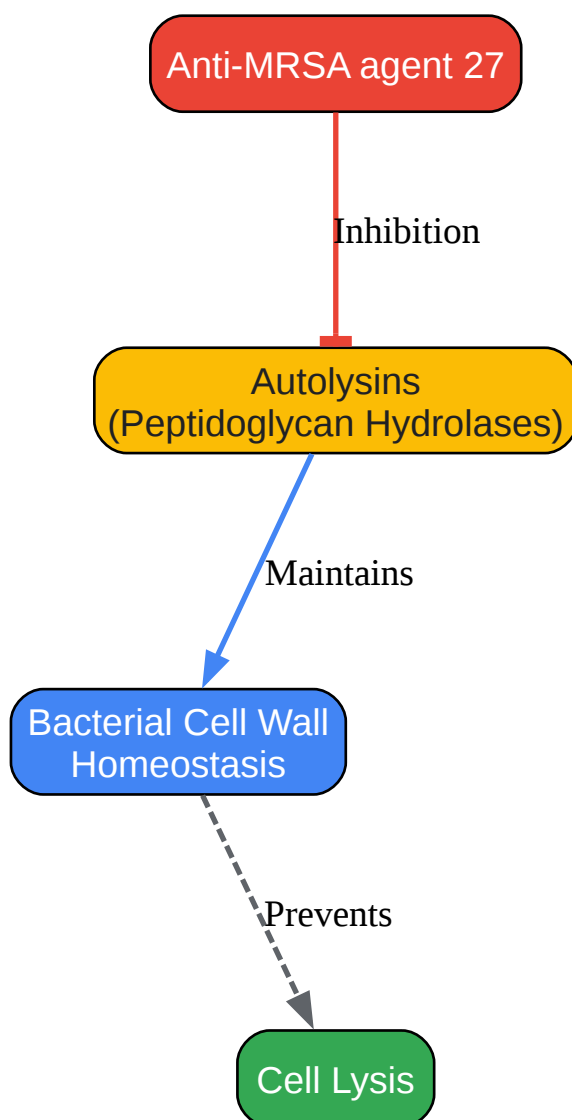 Anti-MRSA agent 27
Inhibition
Autolysins
(Peptidoglycan Hydrolases)
Maintains
Bacterial Cell Wall
Homeostasis
Prevents
Cell Lysis